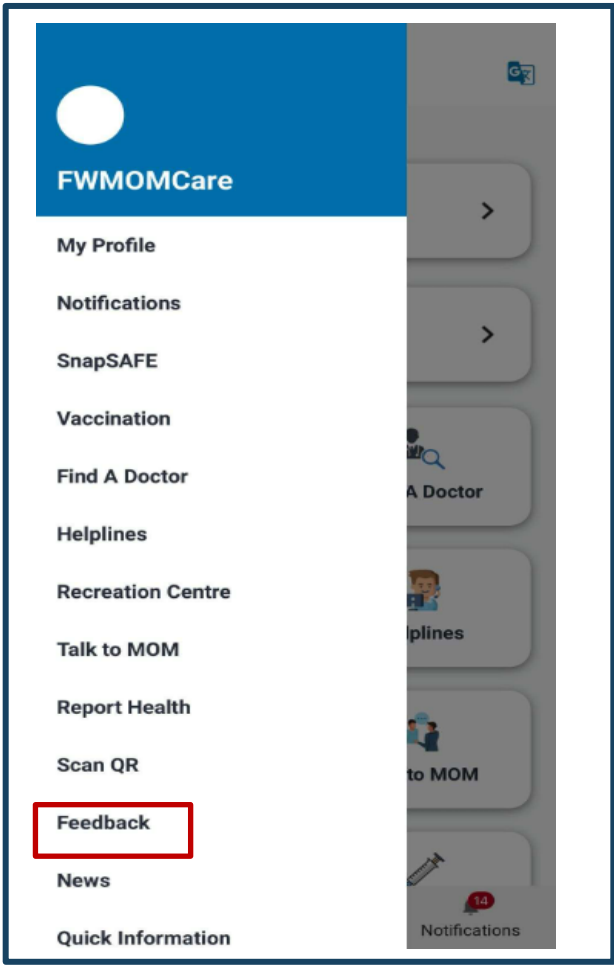 FWMOMCare
My Profile
Notifications
SnapSAFE
Vaccination
Find A Doctor
A Doctor
Helplines
Recreation Centre
lplines
Talk to MOM
Report Health
Scan QR
to MOM
Feedback
News
14
Notifications
Quick Information